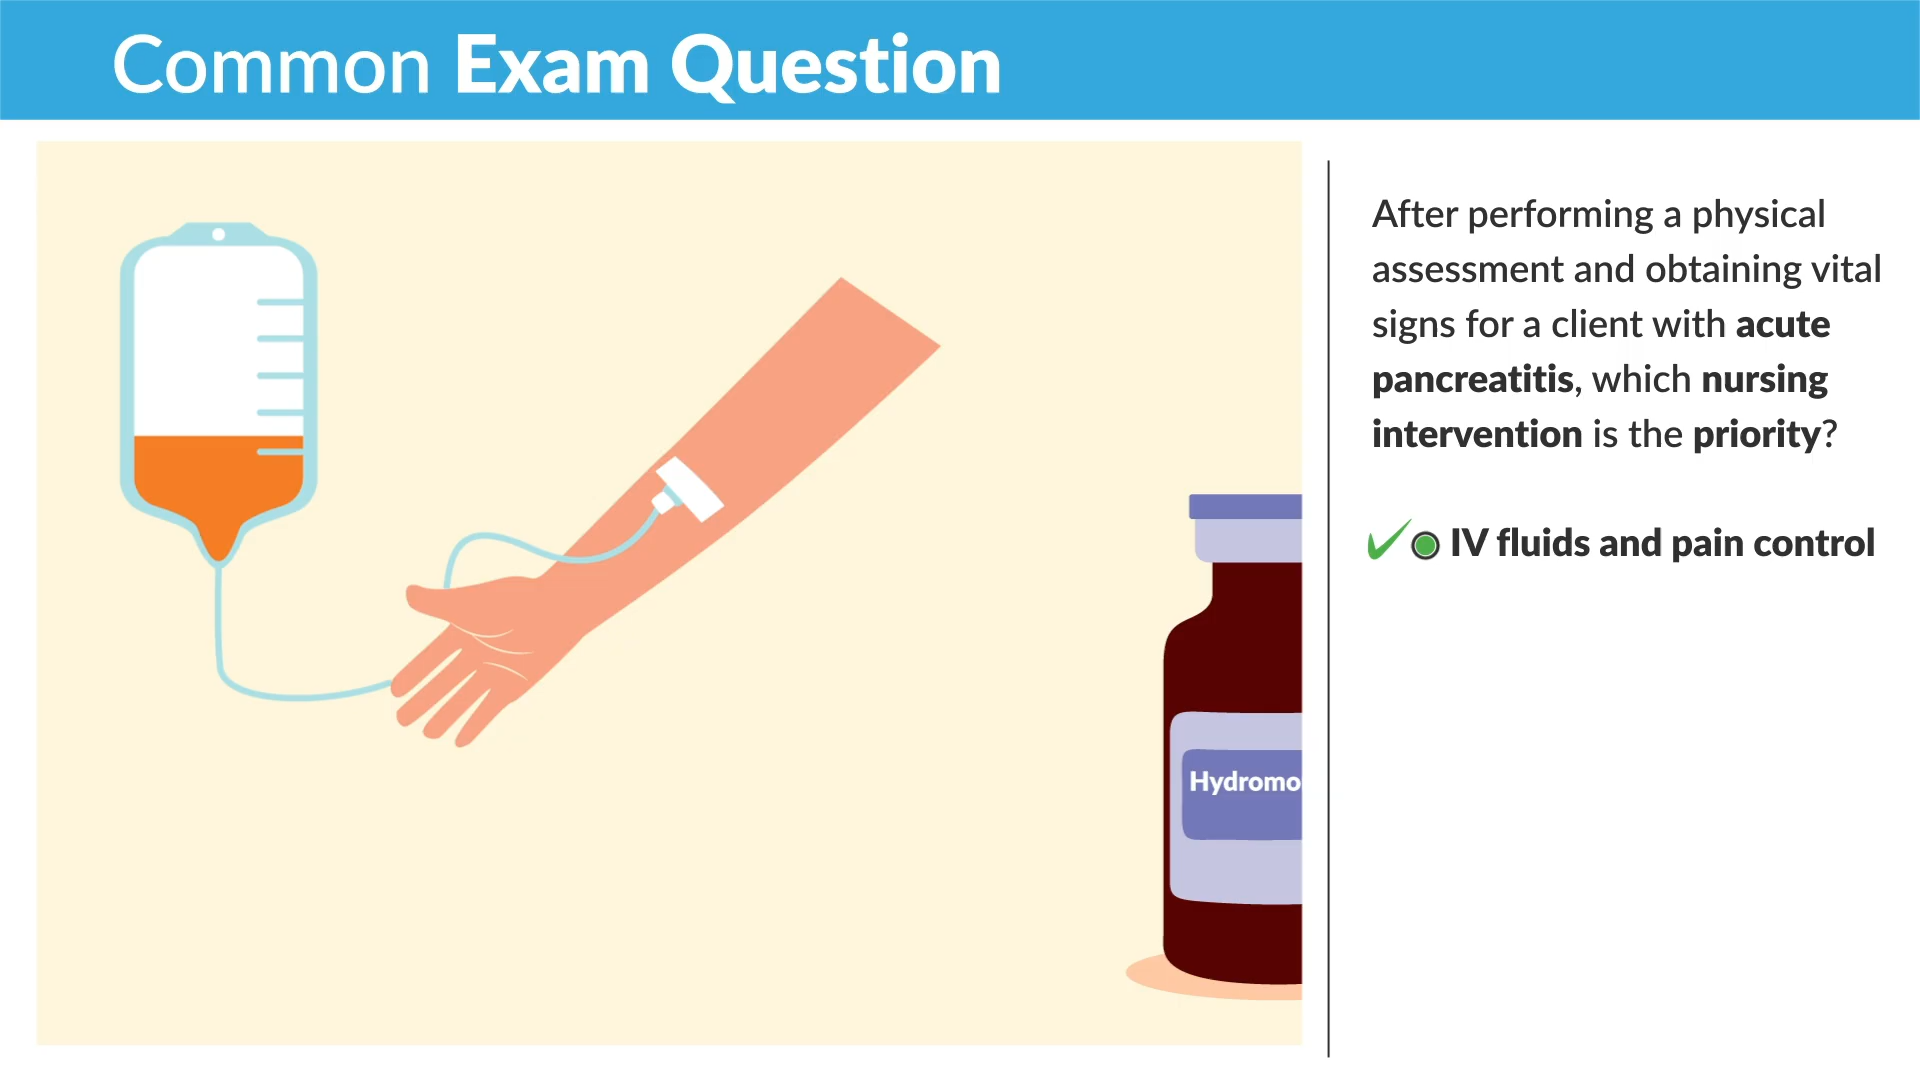 Common Exam Question
After performing a physical
assessment and obtaining vital
signs for a client with acute
pancreatitis, which nursing
intervention is the priority?
IV fluids and pain control
Hydromo